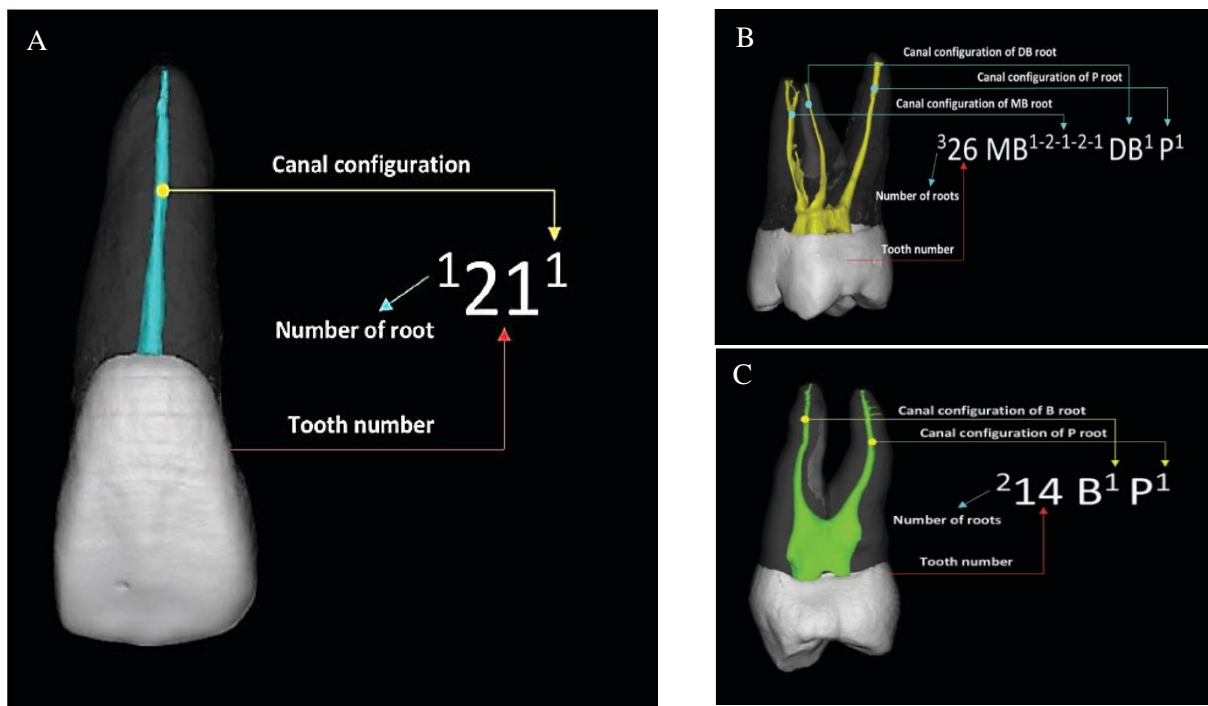 A
Canal configuration
¹21¹
Number of root
Tooth number
B
Canal configuration of DB root
Canal configuration of P root
Canal configuration of MB root
³26 MB¹⁻²⁻¹⁻²⁻¹ DB¹ P¹
Number of roots
Tooth number
C
Canal configuration of B root
Canal configuration of P root
²14 B¹ P¹
Number of roots
Tooth number